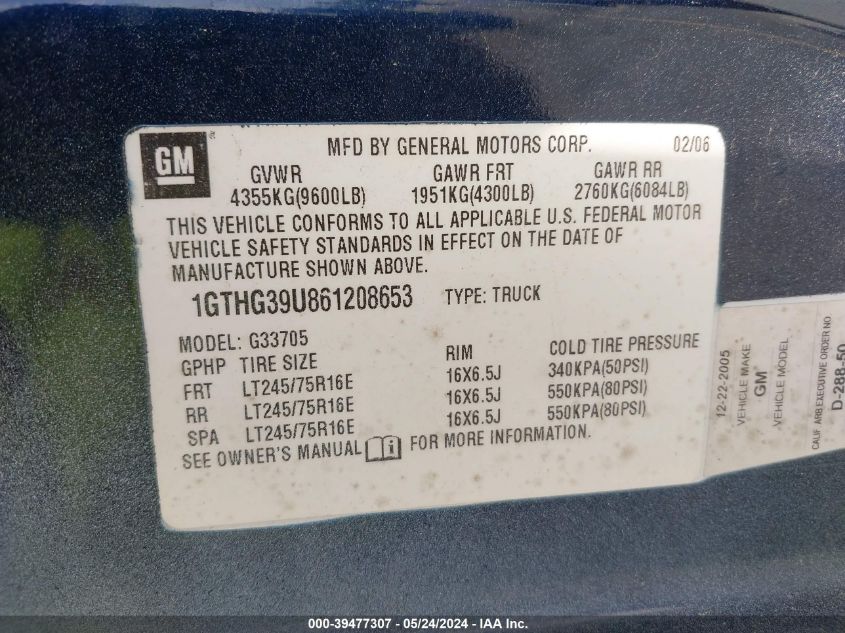 GM
MFD BY GENERAL MOTORS CORP. 02/06
GVWR GAWR FRT GAWR RR
4355KG(9600LB) 1951KG(4300LB) 2760KG(6084LB)
THIS VEHICLE CONFORMS TO ALL APPLICABLE U.S. FEDERAL MOTOR
VEHICLE SAFETY STANDARDS IN EFFECT ON THE DATE OF
MANUFACTURE SHOWN ABOVE.
1GTHG39U861208653 TYPE: TRUCK
MODEL: G33705
GPHP TIRE SIZE RIM COLD TIRE PRESSURE
FRT LT245/75R16E 16X6.5J 340KPA(50PSI)
RR LT245/75R16E 16X6.5J 550KPA(80PSI)
SPA LT245/75R16E 16X6.5J 550KPA(80PSI)
SEE OWNER'S MANUAL FOR MORE INFORMATION.
12-22-2005
VEHICLE MAKE
GM
VEHICLE MODEL
CALIF ARB EXECUTIVE ORDER NO
D-288-50
000-39477307 - 05/24/2024 - IAA Inc.